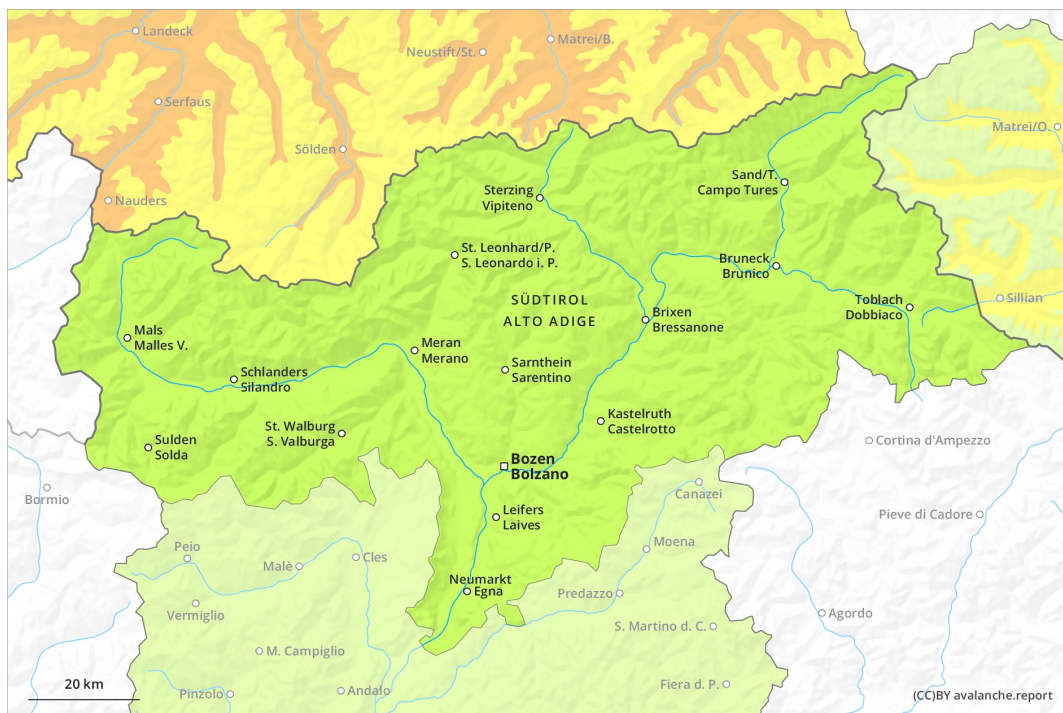 Landeck
Matrei/B.
Neustift/St.
Serfaus
Matrei/O.
Sölden
Sand/T.
Campo Tures
Sterzing
Vipiteno
Nauders
St. Leonhard/P.
S. Leonardo i. P.
Bruneck
Brunico
SÜDTIROL
ALTO ADIGE
Toblach
Dobbiaco
Sillian
Brixen
Bressanone
Mals
Malles V.
Meran
Merano
Sarnthein
Sarentino
Schlanders
Silandro
Kastelruth
Castelrotto
St. Walburg
S. Valburga
Sulden
Solda
Cortina d'Ampezzo
Bozen
Bolzano
Bormio
Canazei
Leifers
Laives
Pieve di Cadore
Moena
Peio
Cles
Malè
Neumarkt
Egna
Predazzo
Vermiglio
Agordo
S. Martino d. C.
M. Campiglio
20 km
Pinzolo
Andalo
Fiera d. P.
(CC)BY avalanche.report